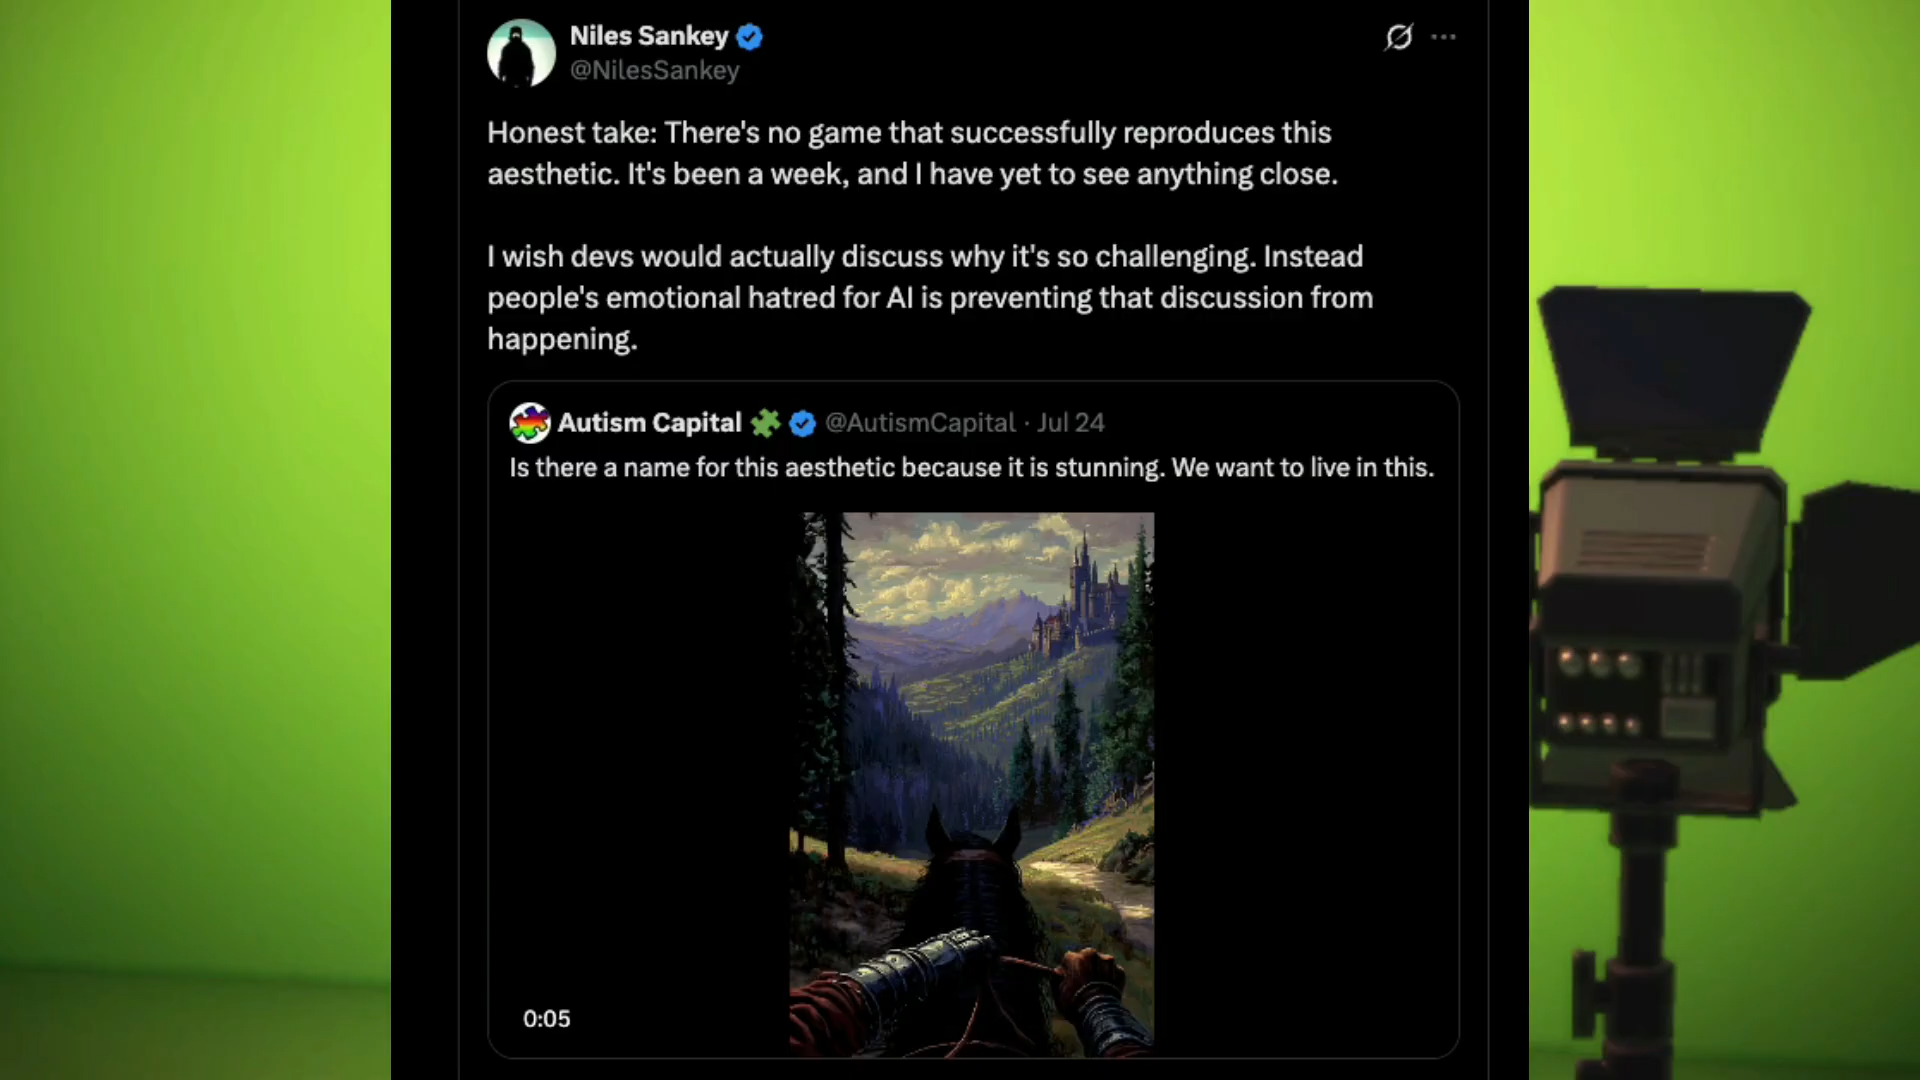 Niles Sankey
@NilesSankey
Honest take: There's no game that successfully reproduces this
aesthetic. It's been a week, and I have yet to see anything close.
I wish devs would actually discuss why it's so challenging. Instead
people's emotional hatred for AI is preventing that discussion from
happening.
Autism Capital @AutismCapital · Jul 24
Is there a name for this aesthetic because it is stunning. We want to live in this.
0:05